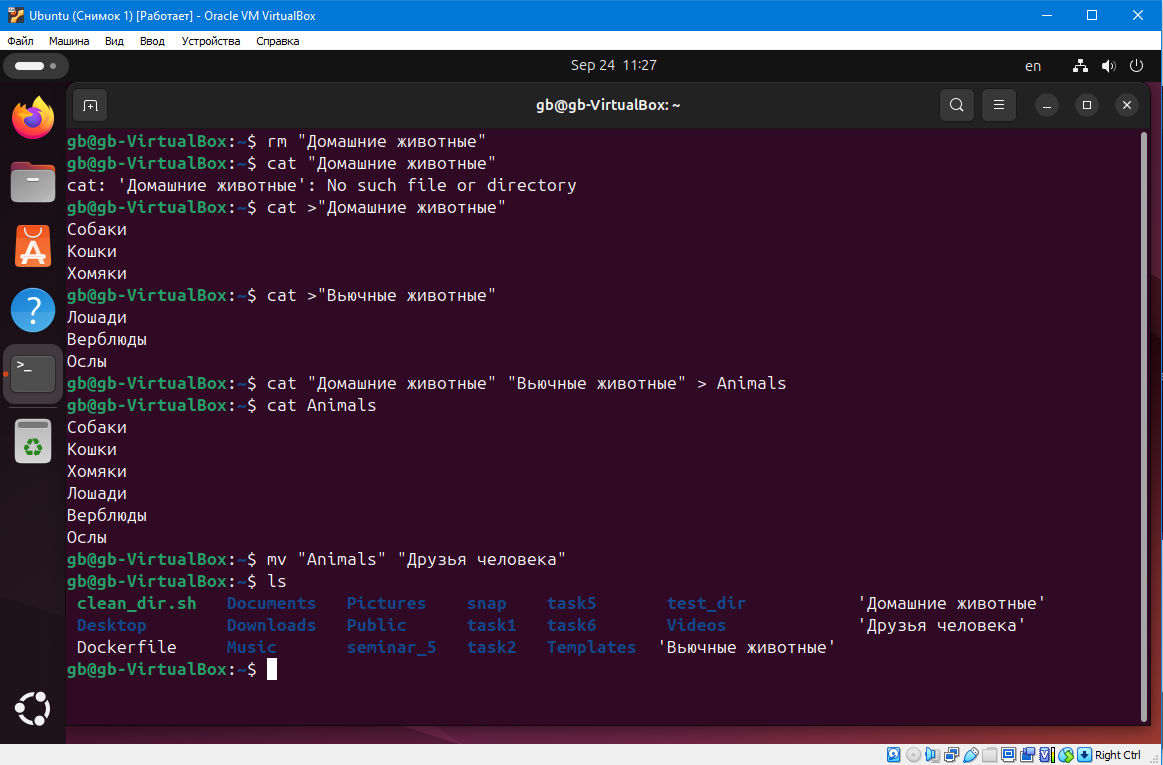 Ubuntu (Снимок 1) [Работает] - Oracle VM VirtualBox
Файл Машина Вид Ввод Устройства Справка
Sep 24 11:27 en
gb@gb-VirtualBox: ~
gb@gb-VirtualBox:~$ rm "Домашние животные"
gb@gb-VirtualBox:~$ cat "Домашние животные"
cat: 'Домашние животные': No such file or directory
gb@gb-VirtualBox:~$ cat >"Домашние животные"
Собаки
Кошки
Хомяки
gb@gb-VirtualBox:~$ cat >"Вьючные животные"
Лошади
Верблюды
Ослы
gb@gb-VirtualBox:~$ cat "Домашние животные" "Вьючные животные" > Animals
gb@gb-VirtualBox:~$ cat Animals
Собаки
Кошки
Хомяки
Лошади
Верблюды
Ослы
gb@gb-VirtualBox:~$ mv "Animals" "Друзья человека"
gb@gb-VirtualBox:~$ ls
clean_dir.sh Documents Pictures snap task5 test_dir 'Домашние животные'
Desktop Downloads Public task1 task6 Videos 'Друзья человека'
Dockerfile Music seminar_5 task2 Templates 'Вьючные животные'
gb@gb-VirtualBox:~$
Right Ctrl